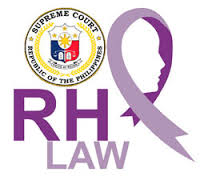 SUPREME COURT
REPUBLIC OF THE PHILIPPINES
RH
LAW